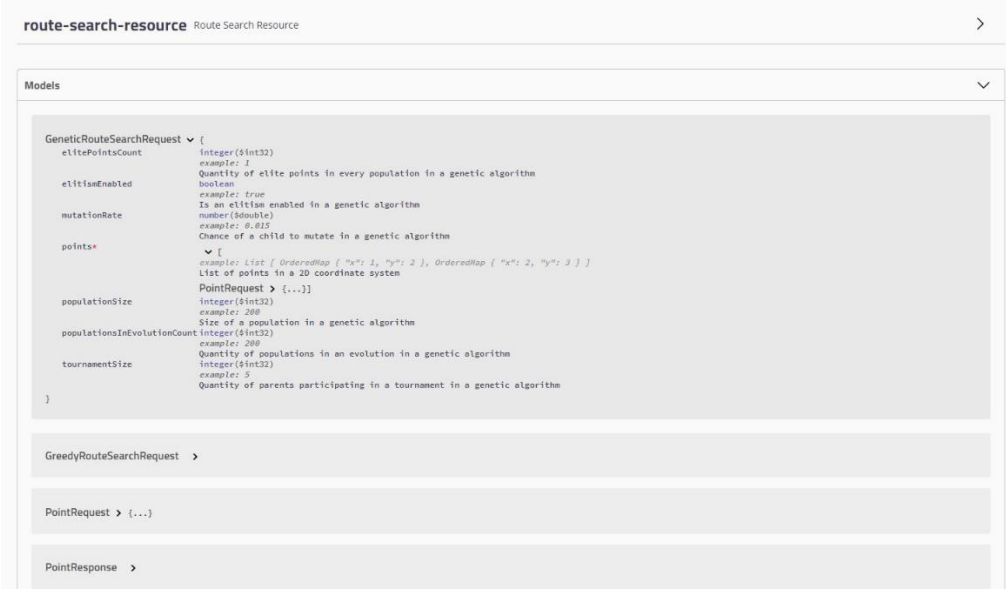 route-search-resource Route Search Resource
Models
GeneticRouteSearchRequest {
elitePointsCount integer($int32)
example: 1
Quantity of elite points in every population in a genetic algorithm
elitismEnabled boolean
example: true
Is an elitism enabled in a genetic algorithm
mutationRate number($double)
example: 0.015
Chance of a child to mutate in a genetic algorithm
points*
[
example: List [ OrderedMap { "x": 1, "y": 2 }, OrderedMap { "x": 2, "y": 3 } ]
List of points in a 2D coordinate system
PointRequest > {...}]
populationSize integer($int32)
example: 200
Size of a population in a genetic algorithm
populationsInEvolutionCount integer($int32)
example: 200
Quantity of populations in an evolution in a genetic algorithm
tournamentSize integer($int32)
example: 5
Quantity of parents participating in a tournament in a genetic algorithm
}
GreedyRouteSearchRequest >
PointRequest > {...}
PointResponse >